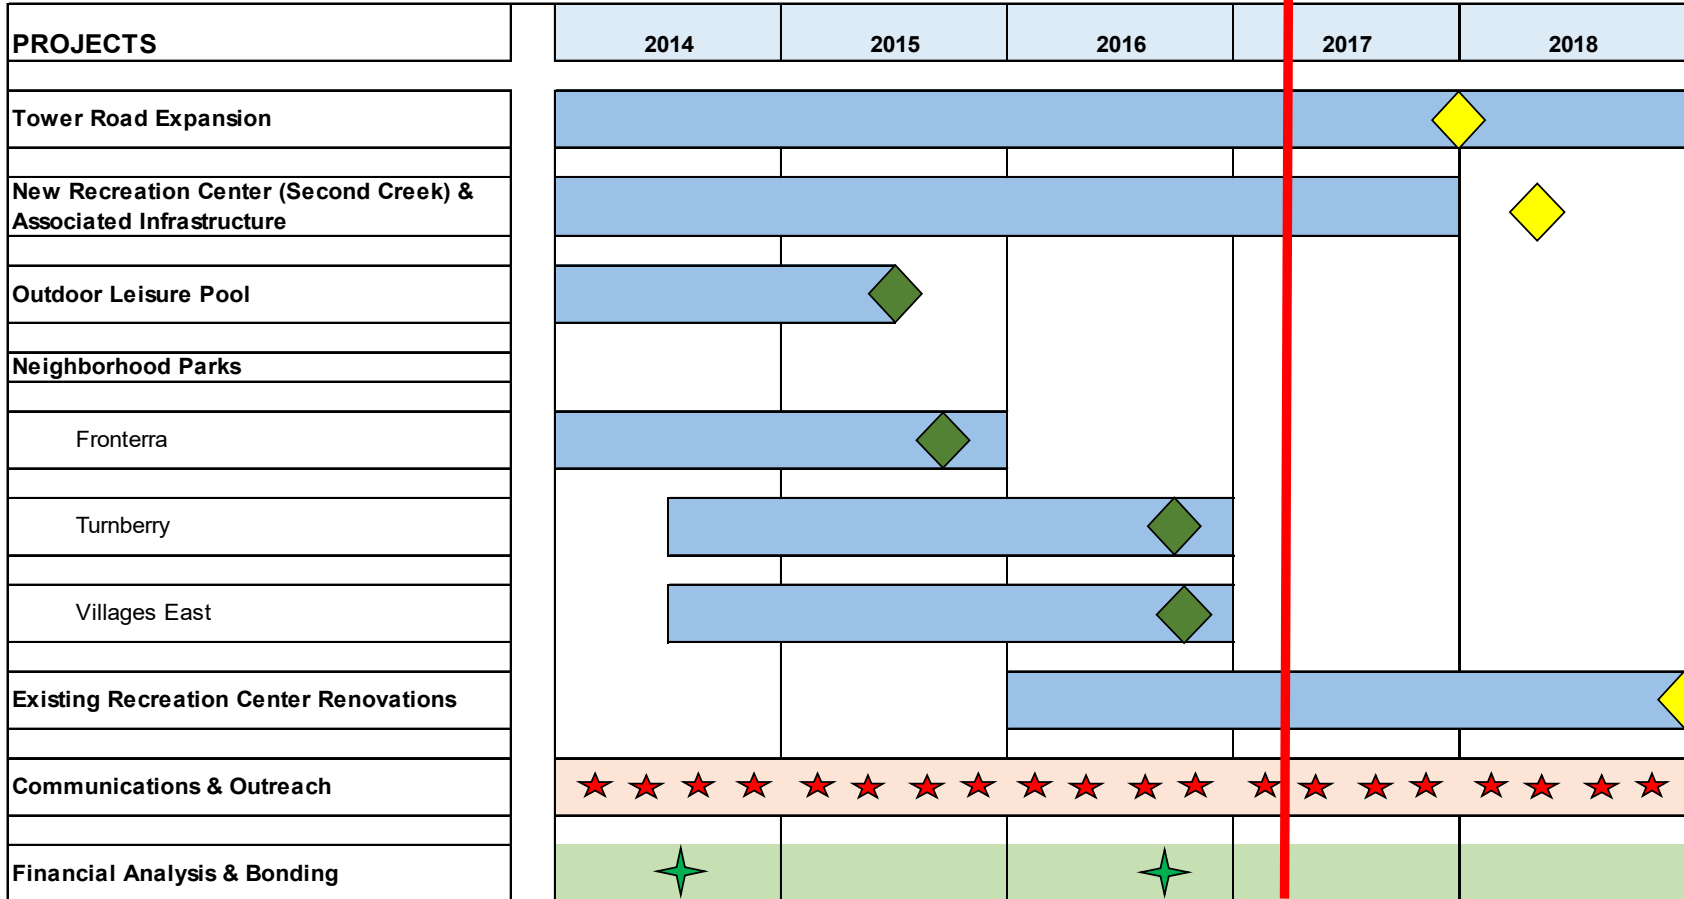 PROJECTS 2014 2015 2016 2017 2018
Tower Road Expansion
New Recreation Center (Second Creek) &
Associated Infrastructure
Outdoor Leisure Pool
Neighborhood Parks
Fronterra
Turnberry
Villages East
Existing Recreation Center Renovations
Communications & Outreach
Financial Analysis & Bonding